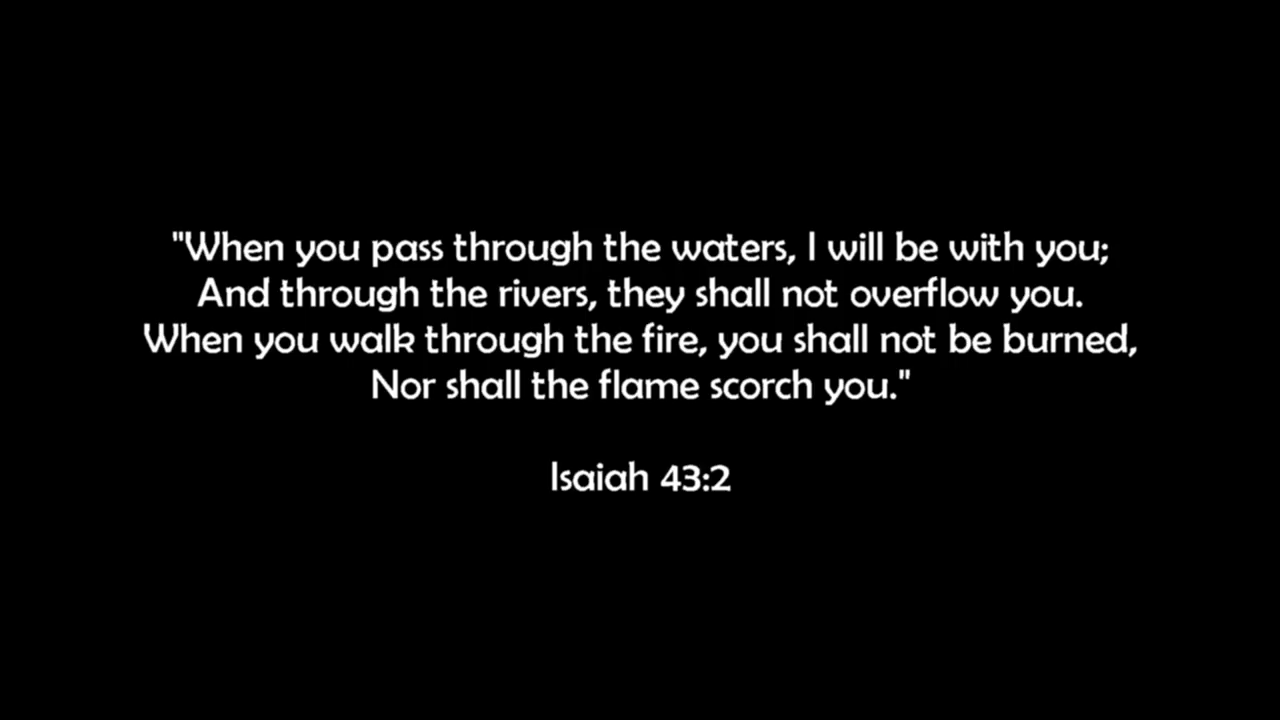 "When you pass through the waters, I will be with you;
And through the rivers, they shall not overflow you.
When you walk through the fire, you shall not be burned,
Nor shall the flame scorch you."
Isaiah 43:2